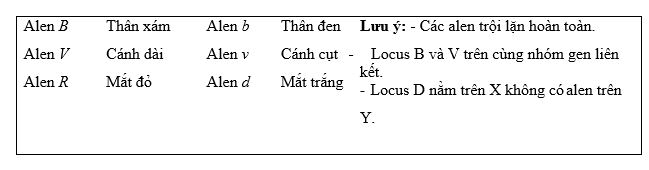 Alen B Thân xám Alen b Thân đen Lưu ý: - Các alen trội lặn hoàn toàn.
Alen V Cánh dài Alen v Cánh cụt - Locus B và V trên cùng nhóm gen liên
kết.
Alen R Mắt đỏ Alen d Mắt trắng - Locus D nằm trên X không có alen trên
Y.